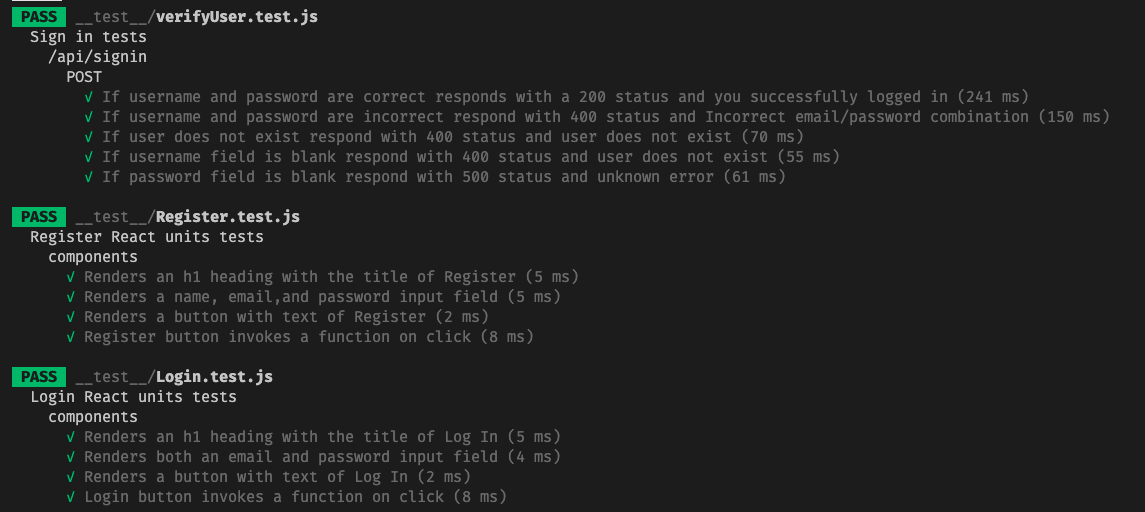 PASS __test__/verifyUser.test.js
Sign in tests
/api/signin
POST
√ If username and password are correct responds with a 200 status and you successfully logged in (241 ms)
√ If username and password are incorrect respond with 400 status and Incorrect email/password combination (150 ms)
√ If user does not exist respond with 400 status and user does not exist (70 ms)
√ If username field is blank respond with 400 status and user does not exist (55 ms)
√ If password field is blank respond with 500 status and unknown error (61 ms)
PASS __test__/Register.test.js
Register React units tests
components
√ Renders an h1 heading with the title of Register (5 ms)
√ Renders a name, email,and password input field (5 ms)
√ Renders a button with text of Register (2 ms)
√ Register button invokes a function on click (8 ms)
PASS __test__/Login.test.js
Login React units tests
components
√ Renders an h1 heading with the title of Log In (5 ms)
√ Renders both an email and password input field (4 ms)
√ Renders a button with text of Log In (2 ms)
√ Login button invokes a function on click (8 ms)